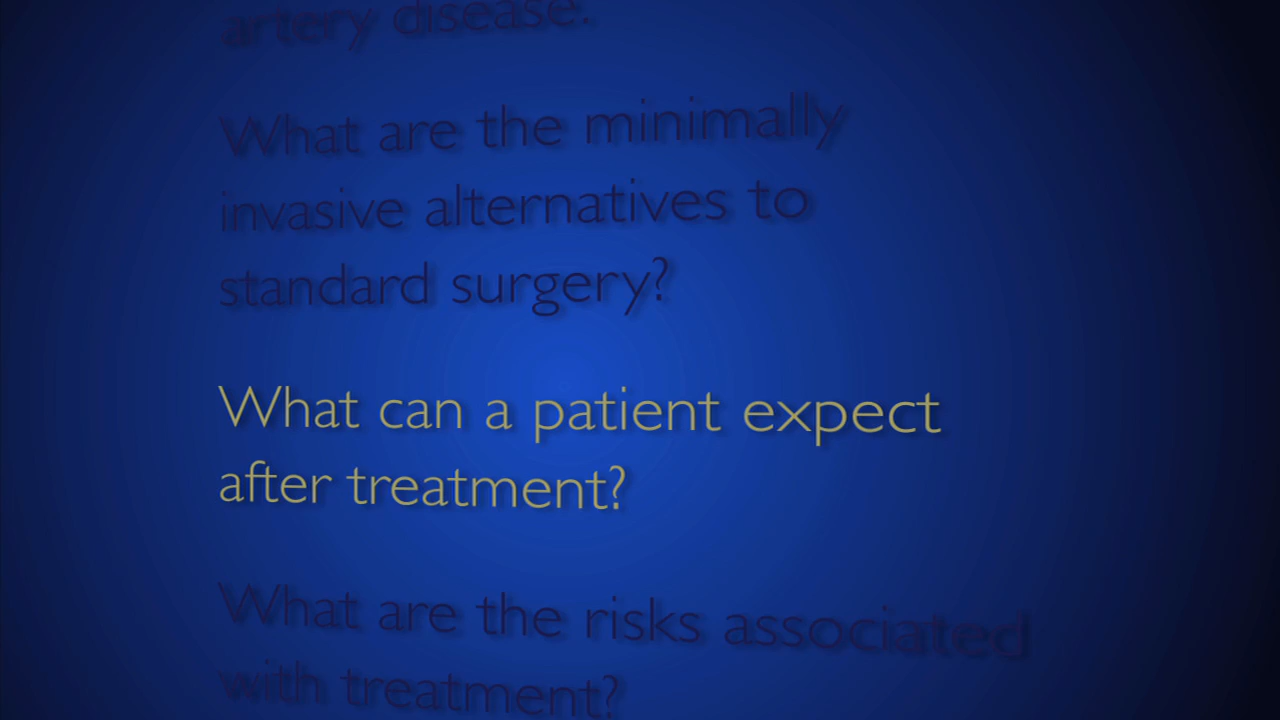 artery disease.
What are the minimally
invasive alternatives to
standard surgery?
What can a patient expect
after treatment?
What are the risks associated
with treatment?